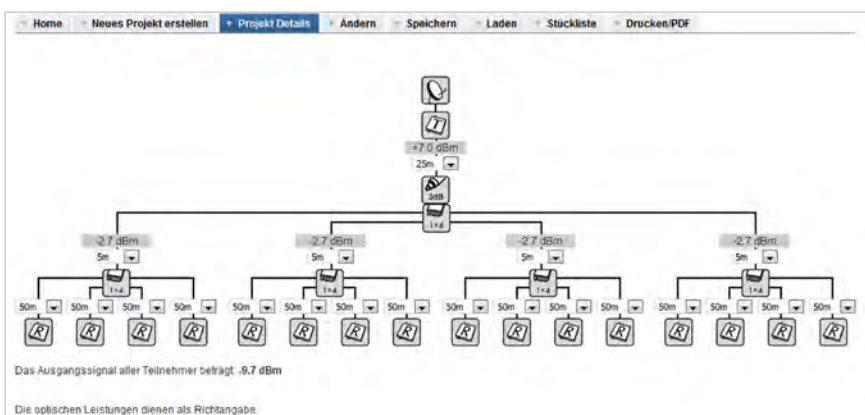 Home Neues Projekt erstellen Projekt Details Ändern Speichern Laden Stückliste Drucken/PDF
T
+7.0 dBm
25m
3dB
1×4
-2.7 dBm -2.7 dBm -2.7 dBm -2.7 dBm
5m 5m 5m 5m
1×4 1×4 1×4 1×4
50m 50m 50m 50m 50m 50m 50m 50m 50m 50m 50m 50m 50m 50m 50m 50m
R R R R R R R R R R R R R R R R
Das Ausgangssignal aller Teilnehmer beträgt: -9.7 dBm
Die optischen Leistungen dienen als Richtangabe.